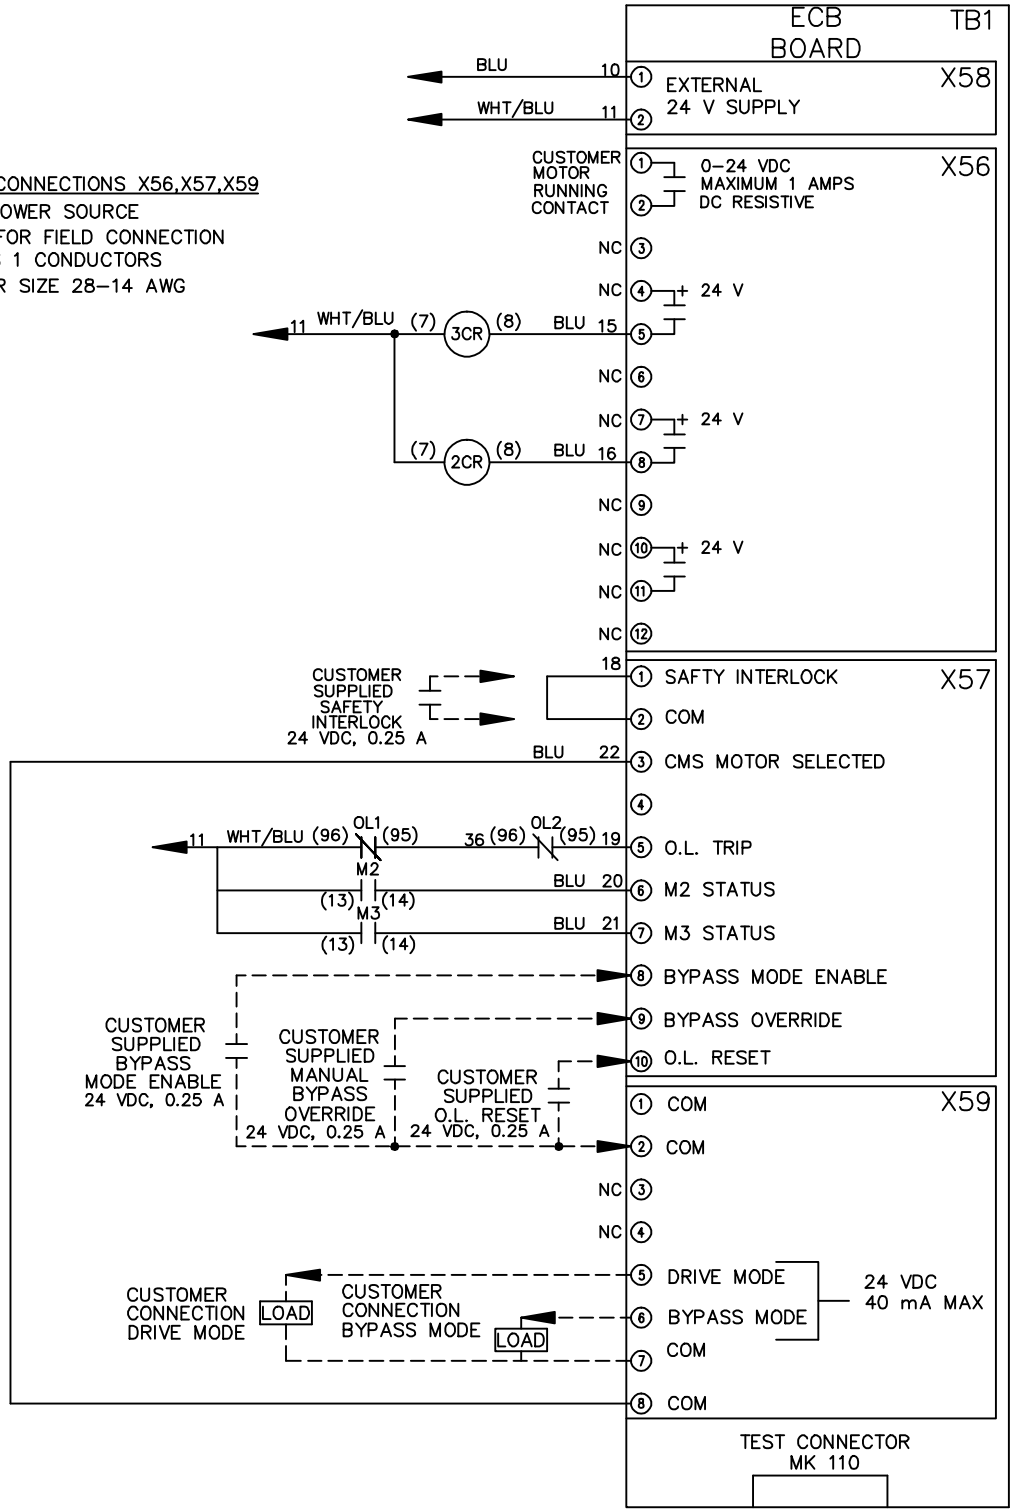 ECB
BOARD
TB1
BLU 10 1
EXTERNAL
24 V SUPPLY
X58
WHT/BLU 11 2
CUSTOMER
MOTOR
RUNNING
CONTACT
1
2
0-24 VDC
MAXIMUM 1 AMPS
DC RESISTIVE
X56
CONNECTIONS X56,X57,X59
OWER SOURCE
FOR FIELD CONNECTION
1 CONDUCTORS
R SIZE 28-14 AWG
NC 3
NC 4 + 24 V
11 WHT/BLU (7) 3CR (8) BLU 15 5
NC 6
NC 7 + 24 V
(7) 2CR (8) BLU 16 8
NC 9
NC 10 + 24 V
NC 11
NC 12
CUSTOMER
SUPPLIED
SAFETY
INTERLOCK
24 VDC, 0.25 A
18 1 SAFTY INTERLOCK
X57
2 COM
BLU 22 3 CMS MOTOR SELECTED
4
11 WHT/BLU (96) OL1 (95) 36 (96) OL2 (95) 19 5 O.L. TRIP
M2
(13) (14) BLU 20 6 M2 STATUS
M3
(13) (14) BLU 21 7 M3 STATUS
8 BYPASS MODE ENABLE
9 BYPASS OVERRIDE
10 O.L. RESET
CUSTOMER
SUPPLIED
BYPASS
MODE ENABLE
24 VDC, 0.25 A
CUSTOMER
SUPPLIED
MANUAL
BYPASS
OVERRIDE
24 VDC, 0.25 A
CUSTOMER
SUPPLIED
O.L. RESET
24 VDC, 0.25 A
1 COM
X59
2 COM
NC 3
NC 4
5 DRIVE MODE
6 BYPASS MODE
24 VDC
40 mA MAX
7 COM
8 COM
CUSTOMER
CONNECTION
DRIVE MODE
LOAD
CUSTOMER
CONNECTION
BYPASS MODE
LOAD
TEST CONNECTOR
MK 110